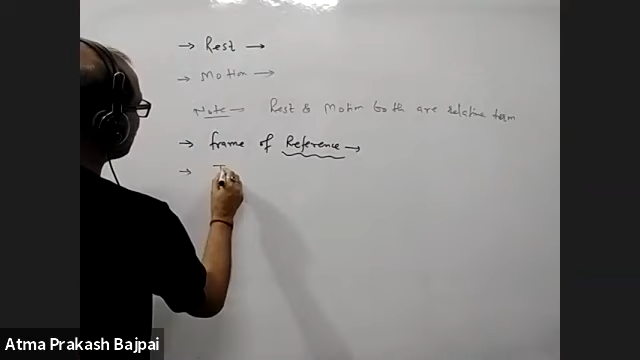 → Rest →
→ Motion →
Note → Rest & Motion both are relative term
→ frame of Reference →
→
Atma Prakash Bajpai